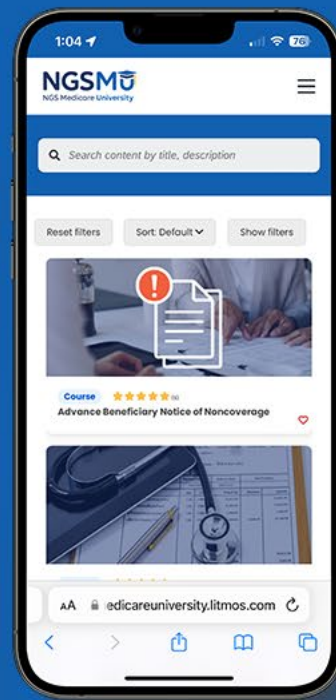 1:04
76
NGSMU
NGS Medicare University
Search content by title, description
Reset filters
Sort: Default
Show filters
Course
Advance Beneficiary Notice of Noncoverage
AA
edicareuniversity.litmos.com